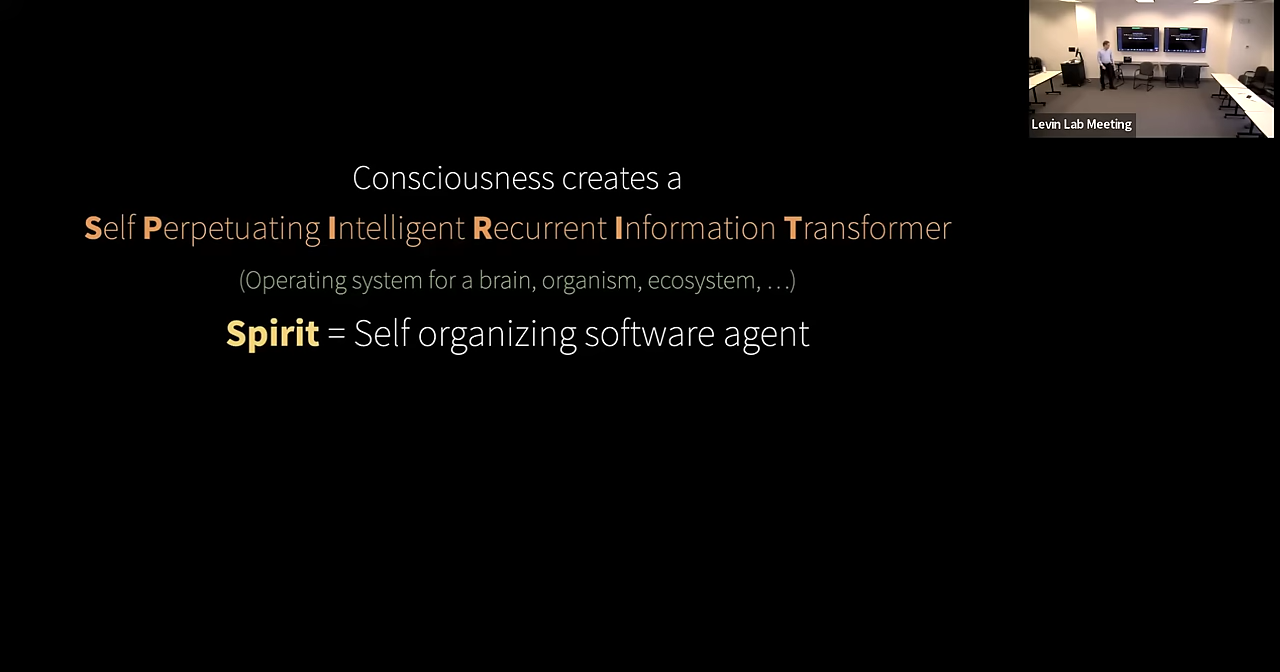 Levin Lab Meeting
Consciousness creates a
Self Perpetuating Intelligent Recurrent Information Transformer
(Operating system for a brain, organism, ecosystem, …)
Spirit = Self organizing software agent